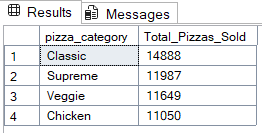 Results Messages
pizza_category Total_Pizzas_Sold
1 Classic 14888
2 Supreme 11987
3 Veggie 11649
4 Chicken 11050